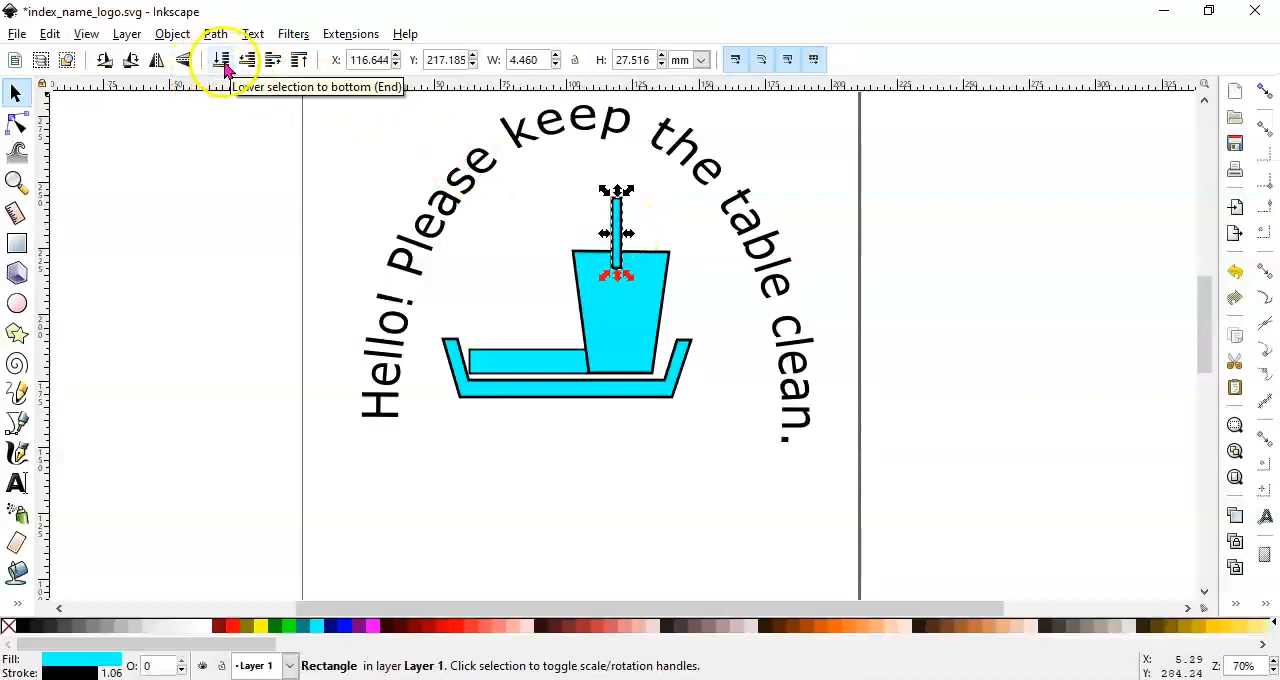 *index_name_logo.svg - Inkscape
File Edit View Layer Object Path Text Filters Extensions Help
X: 116.644 Y: 217.185 W: 4.460 H: 27.516 mm
Lower selection to bottom (End)
Hello! Please keep the table clean.
Fill:
Stroke: 1.06
O: 0
Layer 1
Rectangle in layer Layer 1. Click selection to toggle scale/rotation handles.
X: 5.29
Y: 284.24
Z: 70%